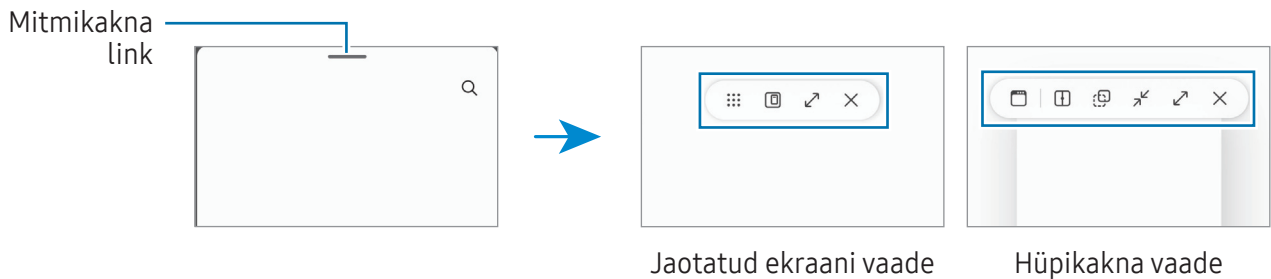 Mitmikakna
link
Jaotatud ekraani vaade
Hüpikakna vaade